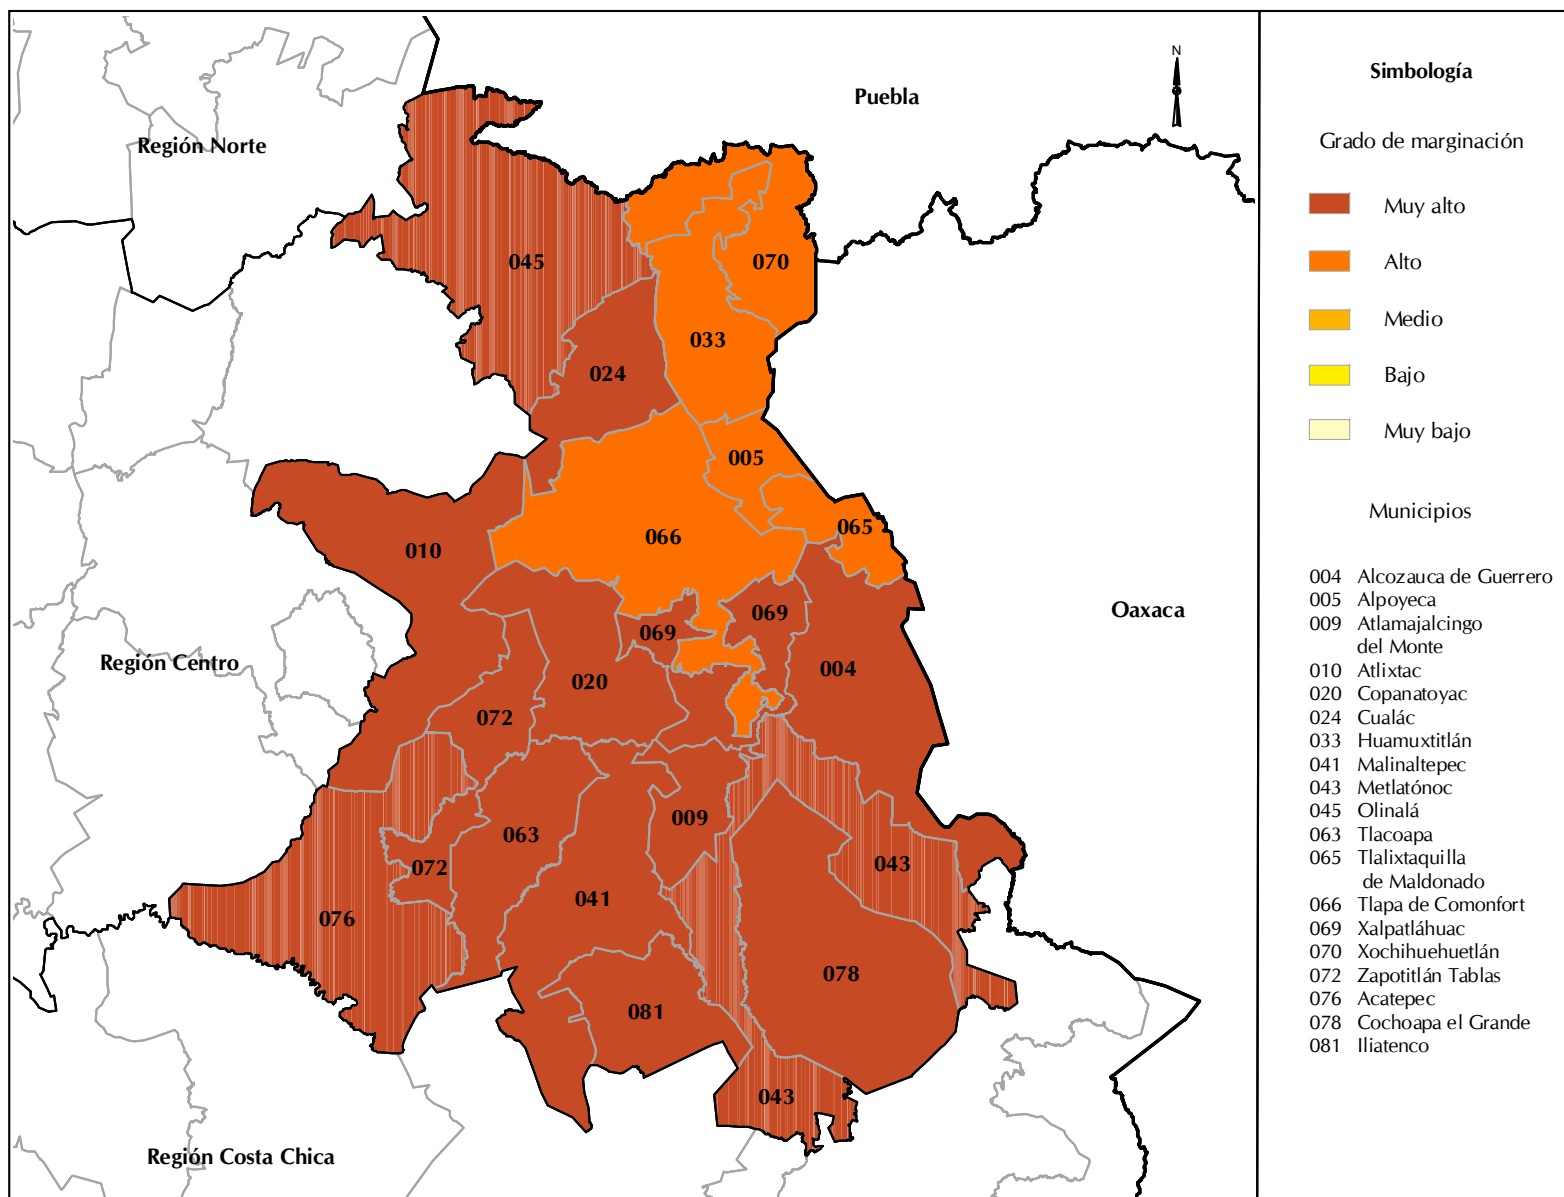 N
Puebla
Región Norte
045
070
033
024
005
065
066
010
069
069
Oaxaca
Región Centro
004
020
072
009
063
043
072
041
076
078
081
043
Región Costa Chica
Simbología
Grado de marginación
Muy alto
Alto
Medio
Bajo
Muy bajo
Municipios
004 Alcozauca de Guerrero
005 Alpoyeca
009 Atlamajalcingo
del Monte
010 Atlixtac
020 Copanatoyac
024 Cualác
033 Huamuxtitlán
041 Malinaltepec
043 Metlatónoc
045 Olinalá
063 Tlacoapa
065 Tlalixtaquilla
de Maldonado
066 Tlapa de Comonfort
069 Xalpatláhuac
070 Xochihuehuetlán
072 Zapotitlán Tablas
076 Acatepec
078 Cochoapa el Grande
081 Iliatenco